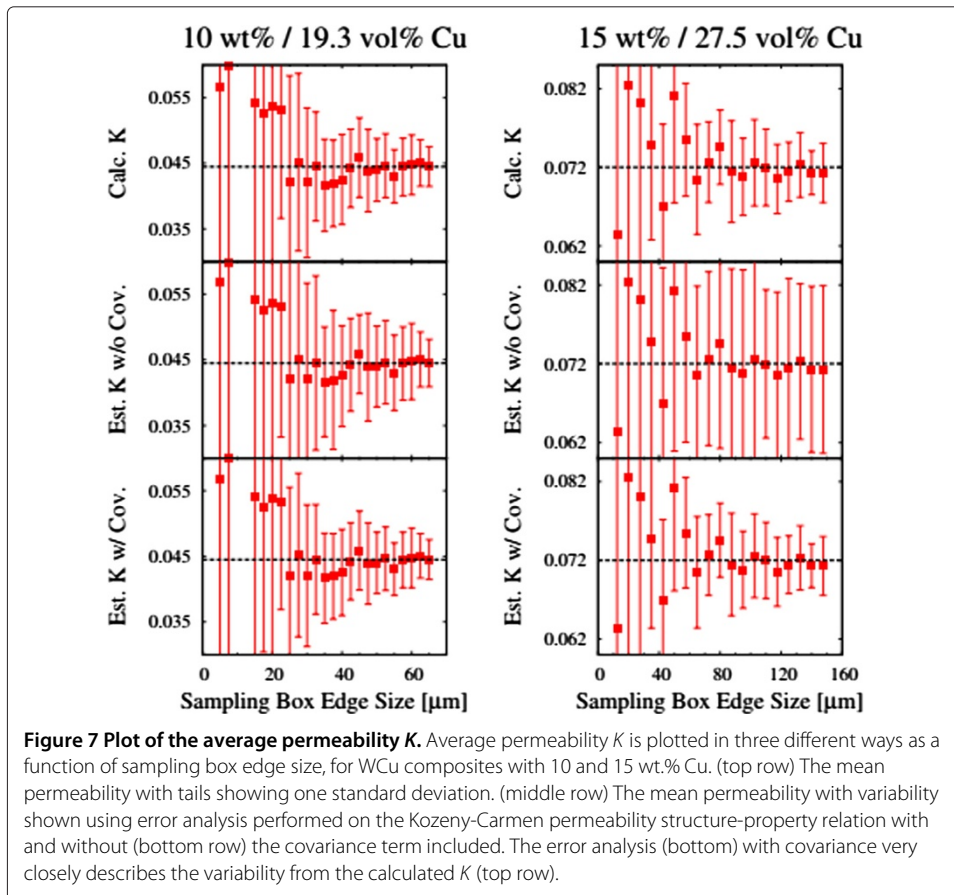 10 wt% / 19.3 vol% Cu
15 wt% / 27.5 vol% Cu
Calc. K
0.055
0.045
0.035
Calc. K
0.082
0.072
0.062
Est. K w/o Cov.
0.055
0.045
0.035
Est. K w/o Cov.
0.082
0.072
0.062
Est. K w/ Cov.
0.055
0.045
0.035
Est. K w/ Cov.
0.082
0.072
0.062
0 20 40 60 80
Sampling Box Edge Size [μm]
0 40 80 120 160
Sampling Box Edge Size [μm]
Figure 7 Plot of the average permeability K. Average permeability K is plotted in three different ways as a
function of sampling box edge size, for WCu composites with 10 and 15 wt.% Cu. (top row) The mean
permeability with tails showing one standard deviation. (middle row) The mean permeability with variability
shown using error analysis performed on the Kozeny-Carmen permeability structure-property relation with
and without (bottom row) the covariance term included. The error analysis (bottom) with covariance very
closely describes the variability from the calculated K (top row).